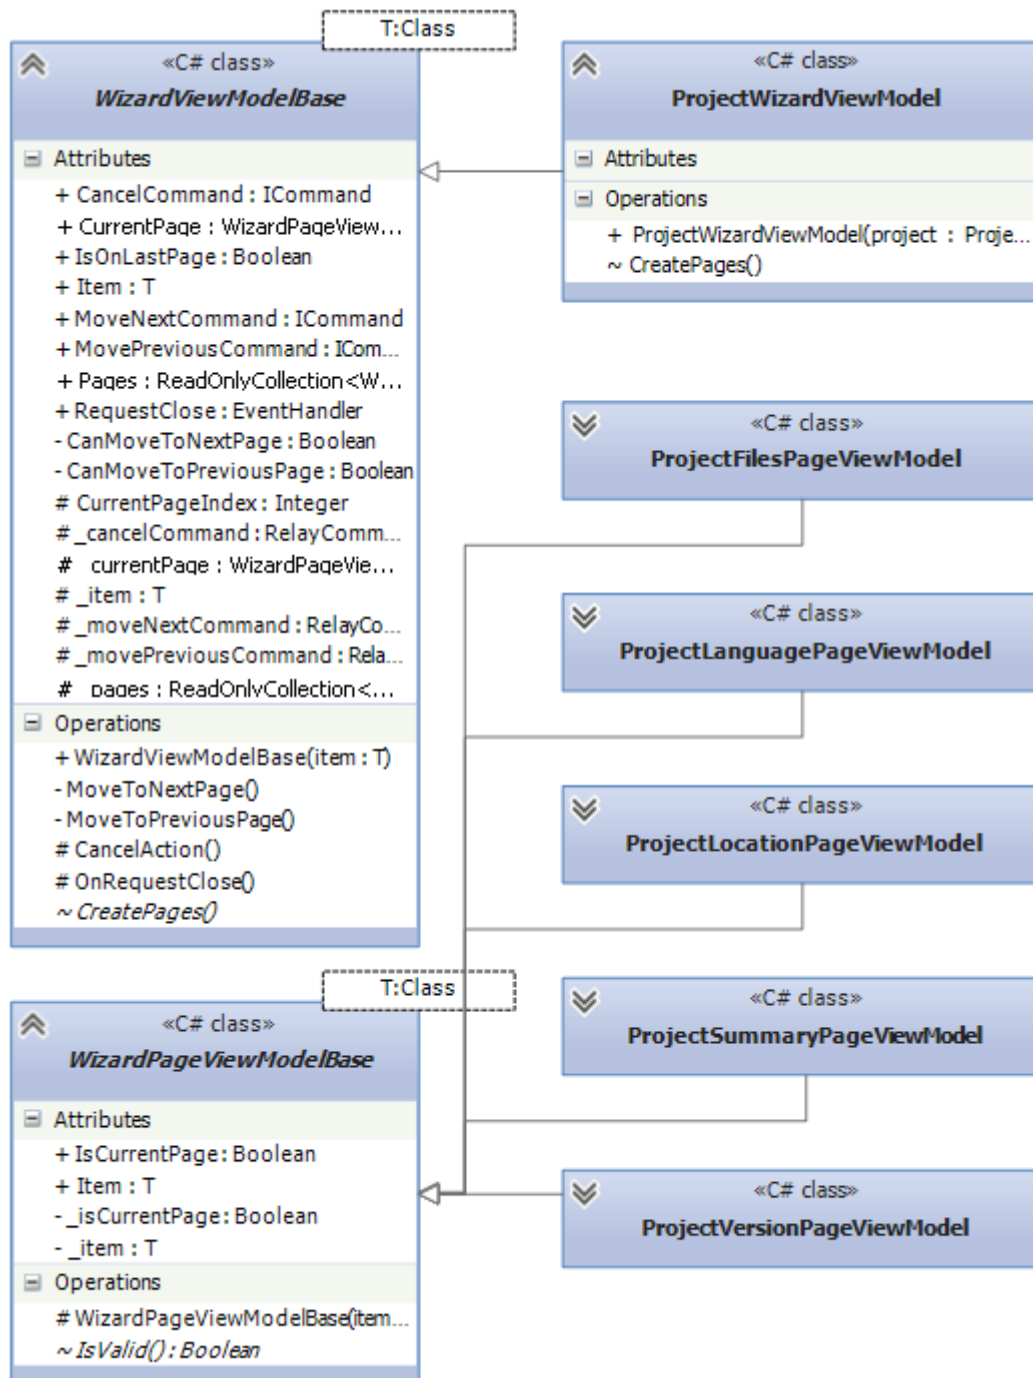 T:Class
«C# class»
WizardViewModelBase
Attributes
+ CancelCommand : ICommand
+ CurrentPage : WizardPageView...
+ IsOnLastPage : Boolean
+ Item : T
+ MoveNextCommand : ICommand
+ MovePreviousCommand : ICom...
+ Pages : ReadOnlyCollection<W...
+ RequestClose : EventHandler
- CanMoveToNextPage : Boolean
- CanMoveToPreviousPage : Boolean
# CurrentPageIndex : Integer
# _cancelCommand : RelayComm...
# _currentPage : WizardPageVie...
# _item : T
# _moveNextCommand : RelayCo...
# _movePreviousCommand : Rela...
# _pages : ReadOnlyCollection<...
Operations
+ WizardViewModelBase(item : T)
- MoveToNextPage()
- MoveToPreviousPage()
# CancelAction()
# OnRequestClose()
~ CreatePages()
T:Class
«C# class»
WizardPageViewModelBase
Attributes
+ IsCurrentPage : Boolean
+ Item : T
- _isCurrentPage : Boolean
- _item : T
Operations
# WizardPageViewModelBase(item...
~ IsValid() : Boolean
«C# class»
ProjectWizardViewModel
Attributes
Operations
+ ProjectWizardViewModel(project : Proje...
~ CreatePages()
«C# class»
ProjectFilesPageViewModel
«C# class»
ProjectLanguagePageViewModel
«C# class»
ProjectLocationPageViewModel
«C# class»
ProjectSummaryPageViewModel
«C# class»
ProjectVersionPageViewModel